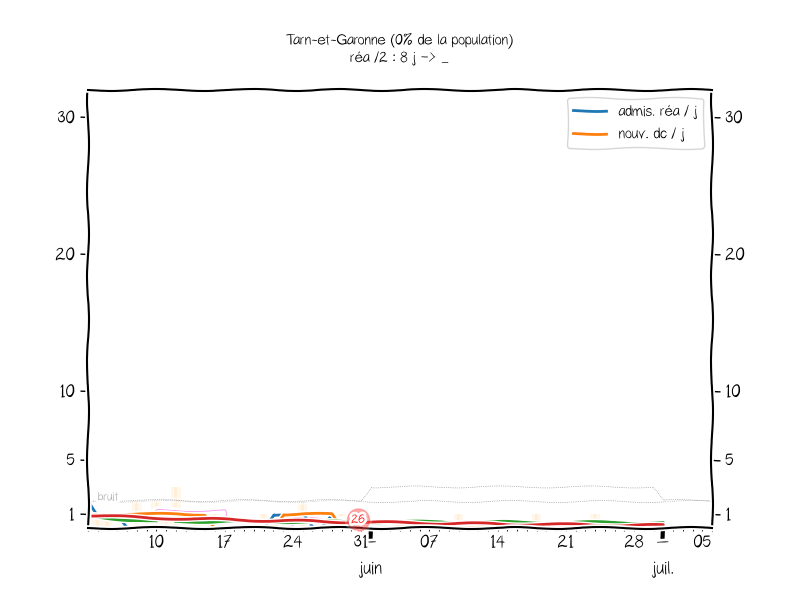 Tarn-et-Garonne (0% de la population)
réa /2 : 8 j -> _
admis. réa / j
nouv. dc / j
30 30
20 20
10 10
5 5
bruit
1 1
26
10 17 24 31 07 14 21 28 05
juin juil.